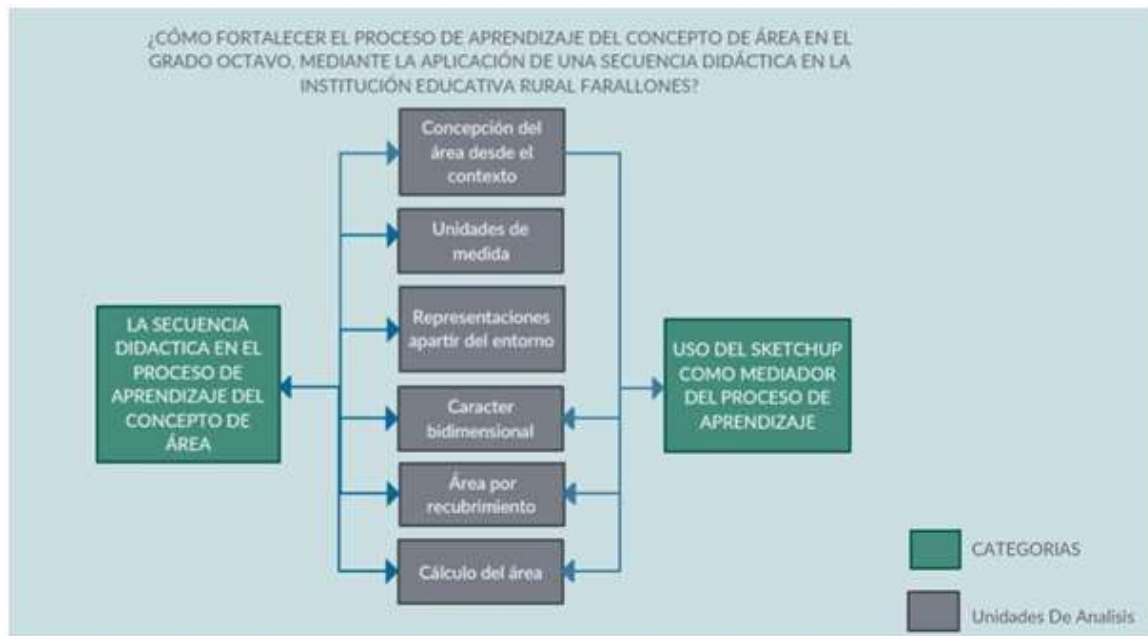 ¿CÓMO FORTALECER EL PROCESO DE APRENDIZAJE DEL CONCEPTO DE ÁREA EN EL
GRADO OCTAVO, MEDIANTE LA APLICACIÓN DE UNA SECUENCIA DIDÁCTICA EN LA
INSTITUCIÓN EDUCATIVA RURAL FARALLONES?
Concepción del
área desde el
contexto
Unidades de
medida
Representaciones
apartir del entorno
Caracter
bidimensional
Área por
recubrimiento
Cálculo del área
LA SECUENCIA
DIDACTICA EN EL
PROCESO DE
APRENDIZAJE DEL
CONCEPTO DE
ÁREA
USO DEL SKETCHUP
COMO MEDIADOR
DEL PROCESO DE
APRENDIZAJE
CATEGORIAS
Unidades De Analisis